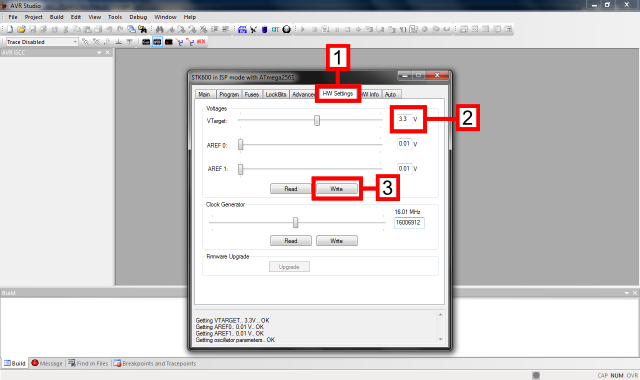 AVR Studio
File Project Build Edit View Tools Debug Window Help
Trace Disabled
AVR GCC
1
STK600 in ISP mode with ATmega2561
Main Program Fuses LockBits Advanced HW Settings HW Info Auto
Voltages
VTarget: 3.3 V
2
AREF 0: 0.01 V
AREF 1: 0.01 V
Read Write
3
Clock Generator
16.01 MHz
16006912
Read Write
Firmware Upgrade
Upgrade
Build
Getting VTARGET.. 3.3V .. OK
Getting AREF0.. 0.01 V.. OK
Getting AREF1.. 0.01 V.. OK
Getting oscillator parameters.. OK
Build Message Find in Files Breakpoints and Tracepoints
CAP NUM OVR